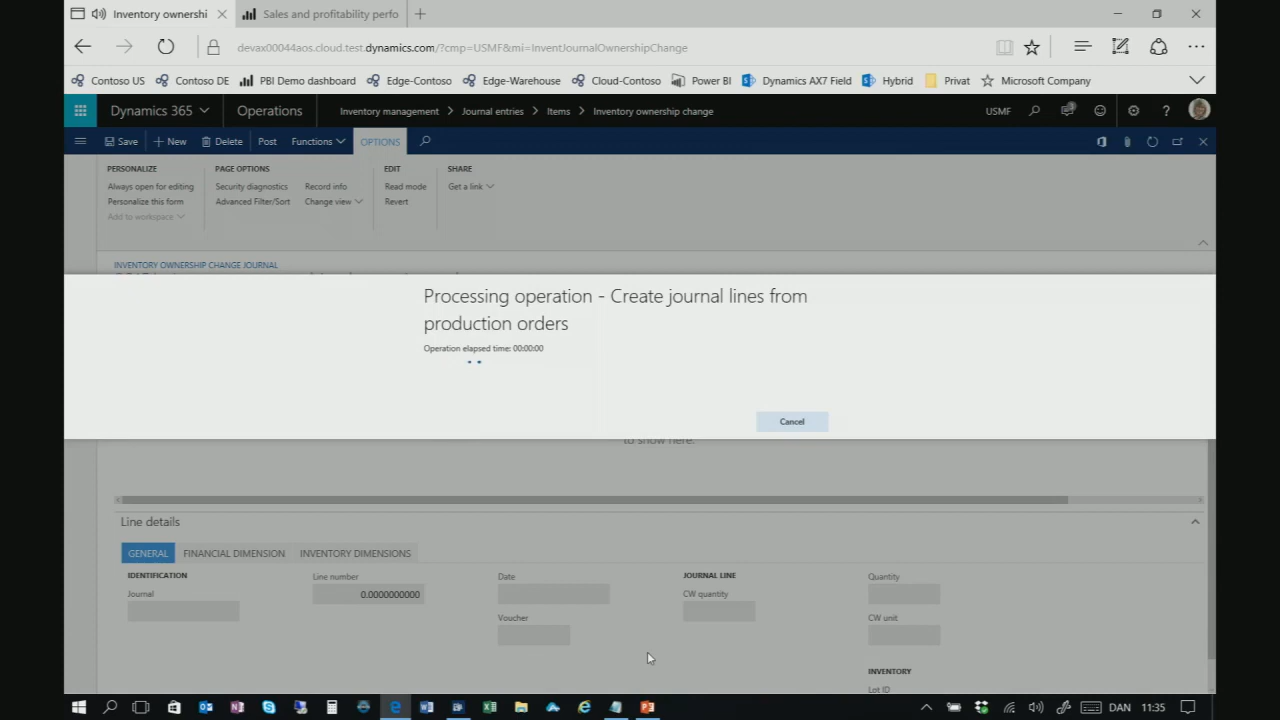 Inventory ownershi
Sales and profitability perfo
devax00044aos.cloud.test.dynamics.com/?cmp=USMF&mi=InventJournalOwnershipChange
Contoso US
Contoso DE
PBI Demo dashboard
Edge-Contoso
Edge-Warehouse
Cloud-Contoso
Power BI
Dynamics AX7 Field
Hybrid
Privat
Microsoft Company
Dynamics 365
Operations
Inventory management > Journal entries > Items > Inventory ownership change
USMF
Save
New
Delete
Post
Functions
OPTIONS
PERSONALIZE
Always open for editing
Personalize this form
Add to workspace
PAGE OPTIONS
Security diagnostics
Advanced Filter/Sort
Record info
Change view
EDIT
Read mode
Revert
SHARE
Get a link
INVENTORY OWNERSHIP CHANGE JOURNAL
Processing operation - Create journal lines from
production orders
Operation elapsed time: 00:00:00
Cancel
to show here.
Line details
GENERAL
FINANCIAL DIMENSION
INVENTORY DIMENSIONS
IDENTIFICATION
Journal
Line number
0.0000000000
Date
Voucher
JOURNAL LINE
CW quantity
Quantity
CW unit
INVENTORY
Lot ID
DAN
11:35